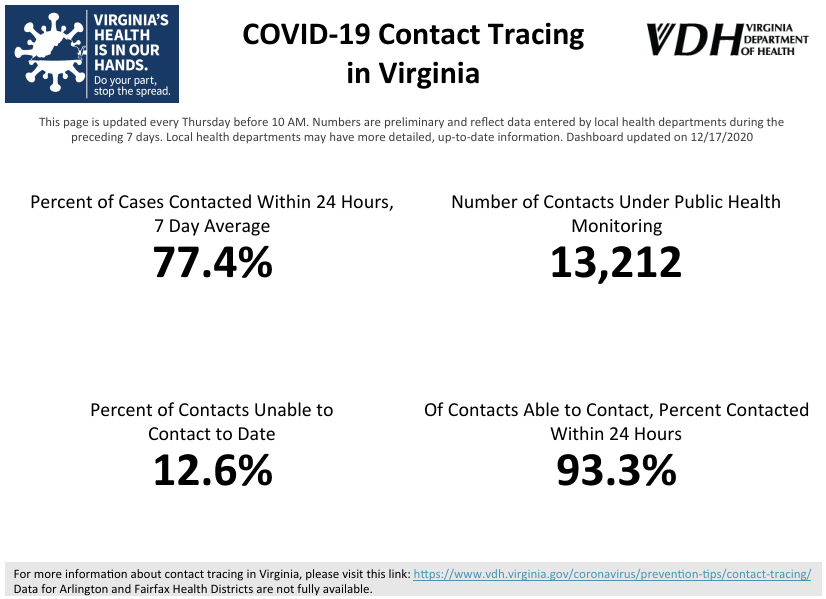 VIRGINIA'S
HEALTH
IS IN OUR
HANDS.
Do your part,
stop the spread.
COVID-19 Contact Tracing
in Virginia
VDH VIRGINIA
DEPARTMENT
OF HEALTH
This page is updated every Thursday before 10 AM. Numbers are preliminary and reflect data entered by local health departments during the
preceding 7 days. Local health departments may have more detailed, up-to-date information. Dashboard updated on 12/17/2020
Percent of Cases Contacted Within 24 Hours,
7 Day Average
77.4%
Number of Contacts Under Public Health
Monitoring
13,212
Percent of Contacts Unable to
Contact to Date
12.6%
Of Contacts Able to Contact, Percent Contacted
Within 24 Hours
93.3%
For more information about contact tracing in Virginia, please visit this link: https://www.vdh.virginia.gov/coronavirus/prevention-tips/contact-tracing/
Data for Arlington and Fairfax Health Districts are not fully available.